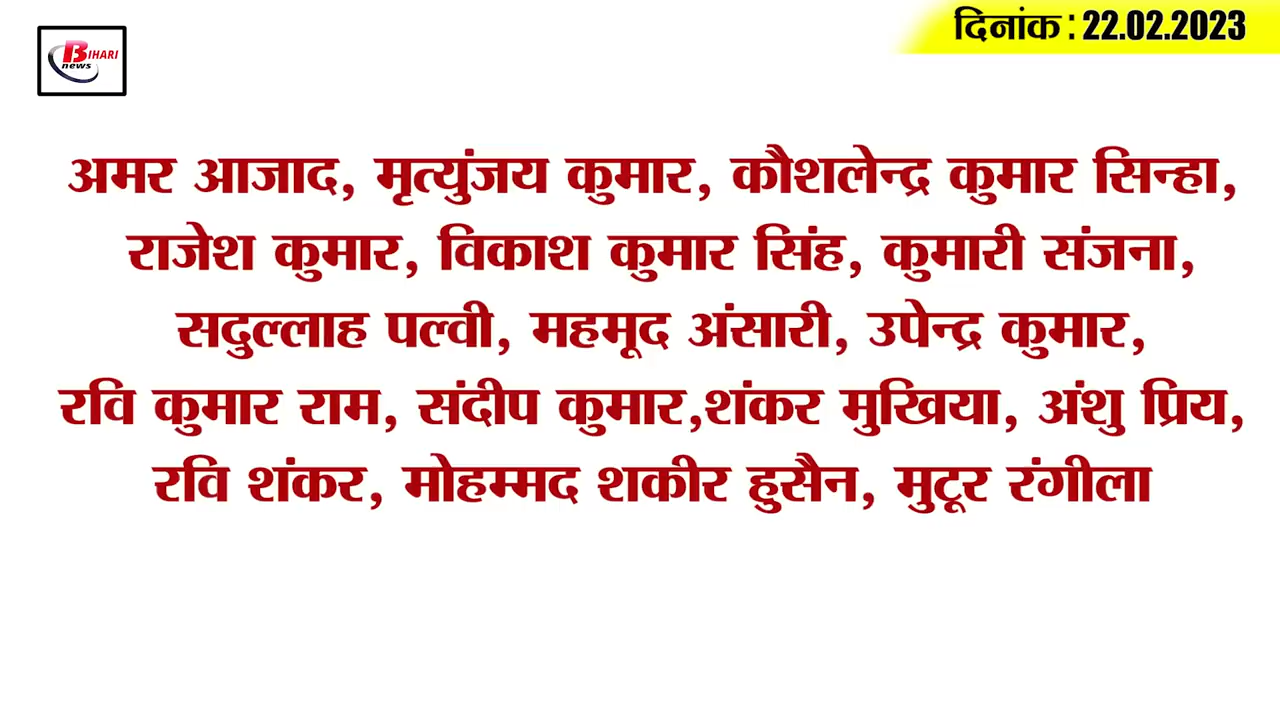 BIHARI
news
दिनांक : 22.02.2023
अमर आजाद, मृत्युंजय कुमार, कौशलेन्द्र कुमार सिन्हा,
राजेश कुमार, विकाश कुमार सिंह, कुमारी संजना,
सदुल्लाह पल्वी, महमूद अंसारी, उपेन्द्र कुमार,
रवि कुमार राम, संदीप कुमार,शंकर मुखिया, अंशु प्रिय,
रवि शंकर, मोहम्मद शकीर हुसैन, मुटूर रंगीला